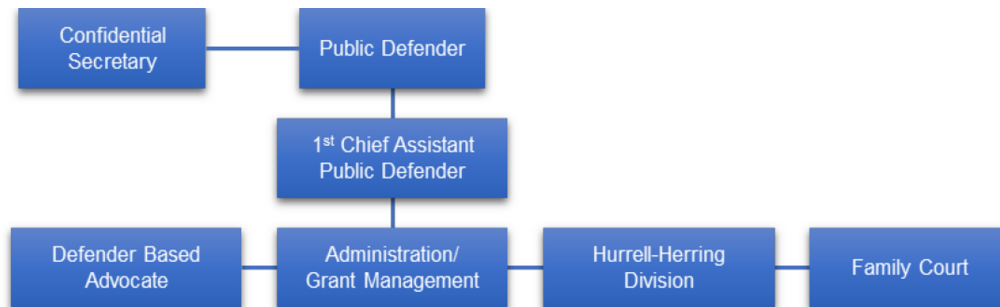 Confidential
Secretary
Public Defender
1st Chief Assistant
Public Defender
Defender Based
Advocate
Administration/
Grant Management
Hurrell-Herring
Division
Family Court